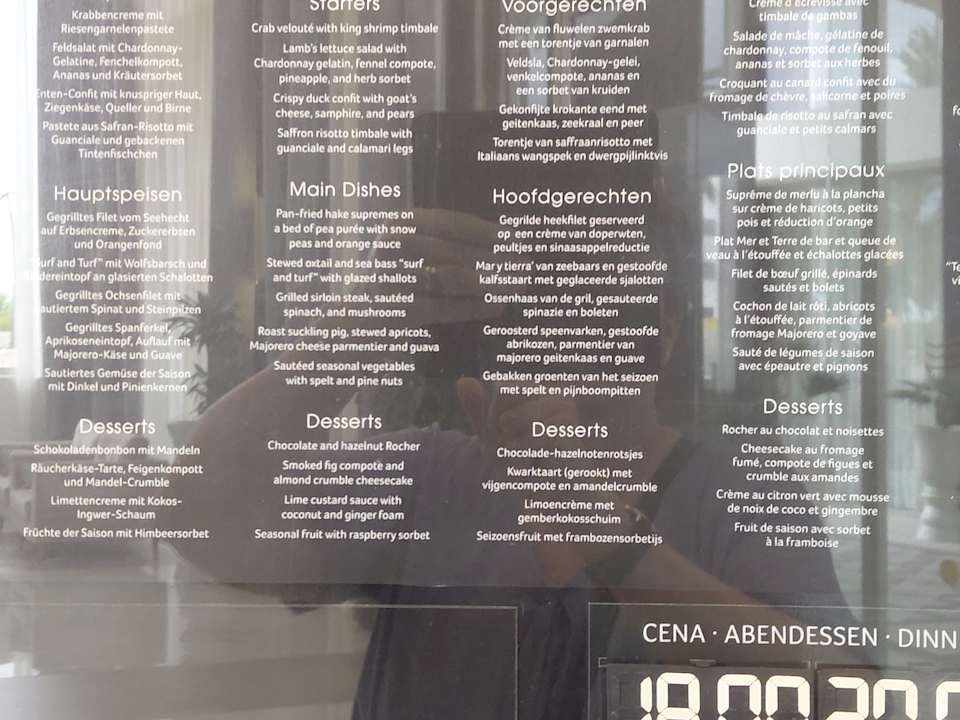 Krabbencreme mit
Riesengarnelenpastete
Feldsalat mit Chardonnay-
Gelatine, Fenchelkompott,
Ananas und Kräutersorbet
Enten-Confit mit knuspriger Haut,
Ziegenkäse, Queller und Birne
Pastete aus Safran-Risotto mit
Guanciale und gebackenen
Tintenfischchen
Hauptspeisen
Gegrilltes Filet vom Seehecht
auf Erbsencreme, Zuckererbsen
und Orangenfond
"Surf and Turf" mit Wolfsbarsch und
Rindereintopf an glasierten Schalotten
Gegrilltes Ochsenfilet mit
sautiertem Spinat und Steinpilzen
Gegrilltes Spanferkel,
Aprikoseneintopf, Auflauf mit
Majorero-Käse und Guave
Sautiertes Gemüse der Saison
mit Dinkel und Pinienkernen
Desserts
Schokoladenbonbon mit Mandeln
Räucherkäse-Tarte, Feigenkompott
und Mandel-Crumble
Limettencreme mit Kokos-
Ingwer-Schaum
Früchte der Saison mit Himbeersorbet
Starters
Crab velouté with king shrimp timbale
Lamb's lettuce salad with
Chardonnay gelatin, fennel compote,
pineapple, and herb sorbet
Crispy duck confit with goat's
cheese, samphire, and pears
Saffron risotto timbale with
guanciale and calamari legs
Main Dishes
Pan-fried hake supremes on
a bed of pea purée with snow
peas and orange sauce
Stewed oxtail and sea bass "surf
and turf" with glazed shallots
Grilled sirloin steak, sautéed
spinach, and mushrooms
Roast suckling pig, stewed apricots,
Majorero cheese parmentier and guava
Sautéed seasonal vegetables
with spelt and pine nuts
Desserts
Chocolate and hazelnut Rocher
Smoked fig compote and
almond crumble cheesecake
Lime custard sauce with
coconut and ginger foam
Seasonal fruit with raspberry sorbet
Voorgerechten
Crème van fluwelen zwemkrab
met een torentje van garnalen
Veldsla, Chardonnay-gelei,
venkelcompote, ananas en
een sorbet van kruiden
Gekonfijte krokante eend met
geitenkaas, zeekraal en peer
Torentje van saffraanrisotto met
Italiaans wangspek en dwergpijlinktvis
Hoofdgerechten
Gegrilde heekfilet geserveerd
op een crème van doperwten,
peultjes en sinaasappelreductie
Mar y tierra' van zeebaars en gestoofde
kalfsstaart met geglaceerde sjalotten
Ossenhaas van de gril, gesauteerde
spinazie en boleten
Geroosterd speenvarken, gestoofde
abrikozen, parmentier van
majorero geitenkaas en guave
Gebakken groenten van het seizoen
met spelt en pijnboompitten
Desserts
Chocolade-hazelnotenrotsjes
Kwarktaart (gerookt) met
vijgencompote en amandelcrumble
Limoencrème met
gemberkokosschuim
Seizoensfruit met frambozensorbetijs
Crème d'écrevisse avec
timbale de gambas
Salade de mâche, gélatine de
chardonnay, compote de fenouil,
ananas et sorbet aux herbes
Croquant au canard confit avec du
fromage de chèvre, salicorne et poires
Timbale de risotto au safran avec
guanciale et petits calmars
Plats principaux
Suprême de merlu à la plancha
sur crème de haricots, petits
pois et réduction d'orange
Plat Mer et Terre de bar et queue de
veau à l'étouffée et échalottes glacées
Filet de bœuf grillé, épinards
sautés et bolets
Cochon de lait rôti, abricots
à l'étouffée, parmentier de
fromage Majorero et goyave
Sauté de légumes de saison
avec épeautre et pignons
Desserts
Rocher au chocolat et noisettes
Cheesecake au fromage
fumé, compote de figues et
crumble aux amandes
Crème au citron vert avec mousse
de noix de coco et gingembre
Fruit de saison avec sorbet
à la framboise
CENA · ABENDESSEN · DINN
18.00